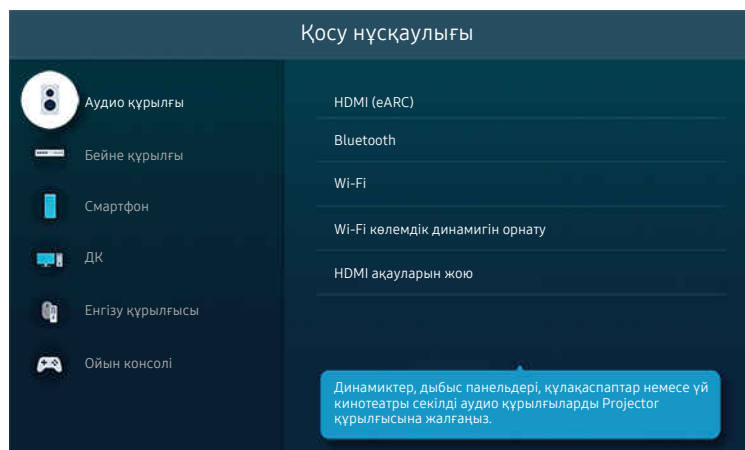 Қосу нұсқаулығы
Аудио құрылғы
Бейне құрылғы
Смартфон
ДК
Енгізу құрылғысы
Ойын консолі
HDMI (eARC)
Bluetooth
Wi-Fi
Wi-Fi көлемдік динамигін орнату
HDMI ақауларын жою
Динамиктер, дыбыс панельдері, құлақаспаптар немесе үй
кинотеатры секілді аудио құрылғыларды Projector
құрылғысына жалғаңыз.